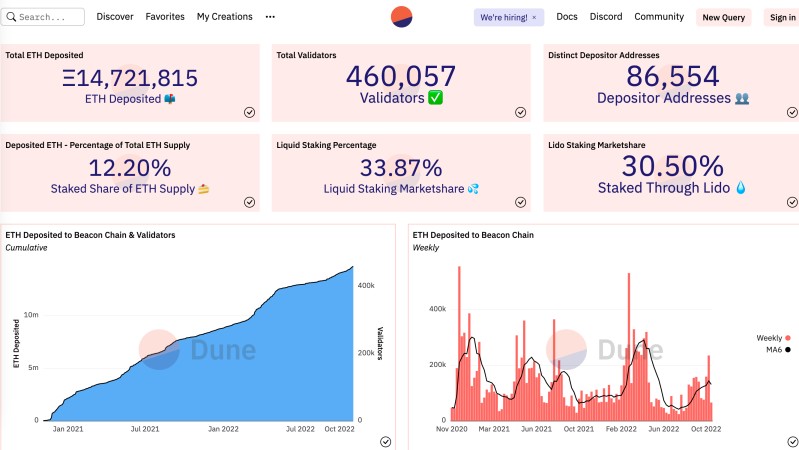 Search...
Discover Favorites My Creations ...
We're hiring! ×
Docs Discord Community New Query Sign in
Total ETH Deposited
Ξ14,721,815
ETH Deposited 📫
Total Validators
460,057
Validators ✅
Distinct Depositor Addresses
86,554
Depositor Addresses 👥
Deposited ETH - Percentage of Total ETH Supply
12.20%
Staked Share of ETH Supply 🍰
Liquid Staking Percentage
33.87%
Liquid Staking Marketshare 💦
Lido Staking Marketshare
30.50%
Staked Through Lido 💧
ETH Deposited to Beacon Chain & Validators
Cumulative
ETH Deposited
10m
5m
0
400k
200k
0
Validators
Dune
Jan 2021 Jul 2021 Jan 2022 Jul 2022 Oct 2022
ETH Deposited to Beacon Chain
Weekly
400k
200k
0
Dune
Weekly
MA6
Nov 2020 Mar 2021 Jun 2021 Oct 2021 Feb 2022 Jun 2022 Oct 2022